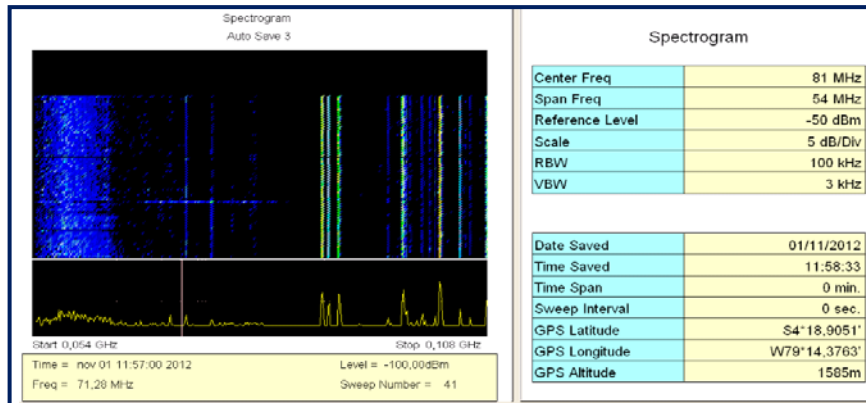 Spectrogram
Auto Save 3
Start 0,054 GHz
Stop 0,108 GHz
Time = nov 01 11:57:00 2012
Level = -100,00dBm
Freq = 71,28 MHz
Sweep Number = 41
Spectrogram
Center Freq 81 MHz
Span Freq 54 MHz
Reference Level -50 dBm
Scale 5 dB/Div
RBW 100 kHz
VBW 3 kHz
Date Saved 01/11/2012
Time Saved 11:58:33
Time Span 0 min.
Sweep Interval 0 sec.
GPS Latitude S4°18,9051'
GPS Longitude W79°14,3763'
GPS Altitude 1585m